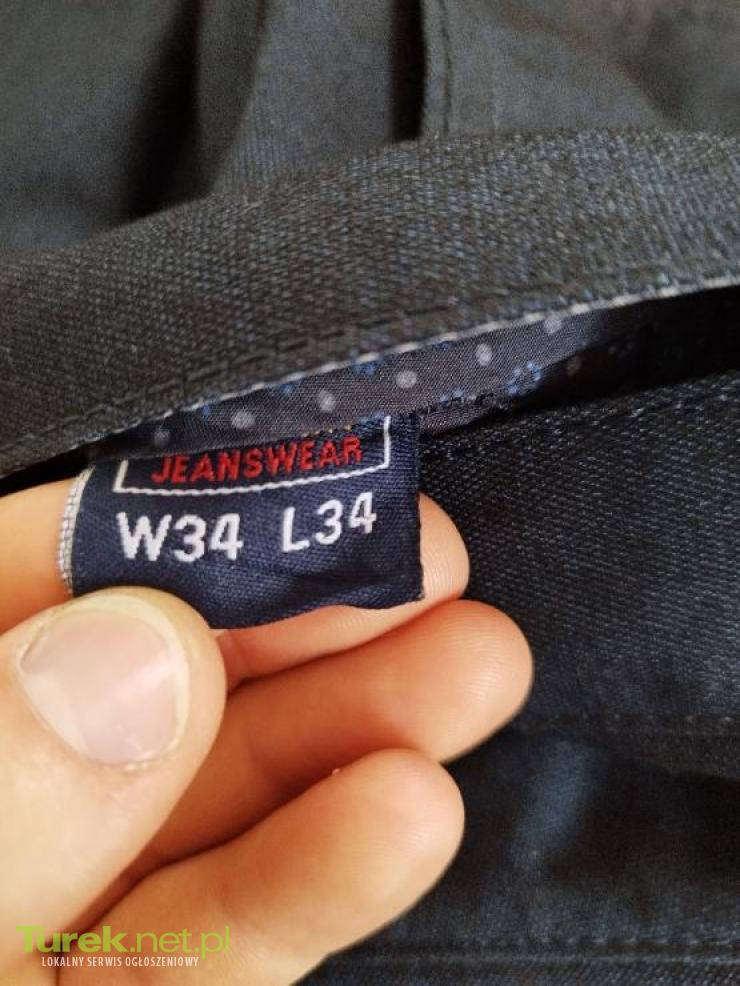 JEANSWEAR
W34 L34
Turek.net.pl
LOKALNY SERWIS OGŁOSZENIOWY